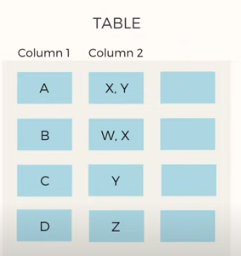 TABLE
Column 1 Column 2
A X, Y
B W, X
C Y
D Z